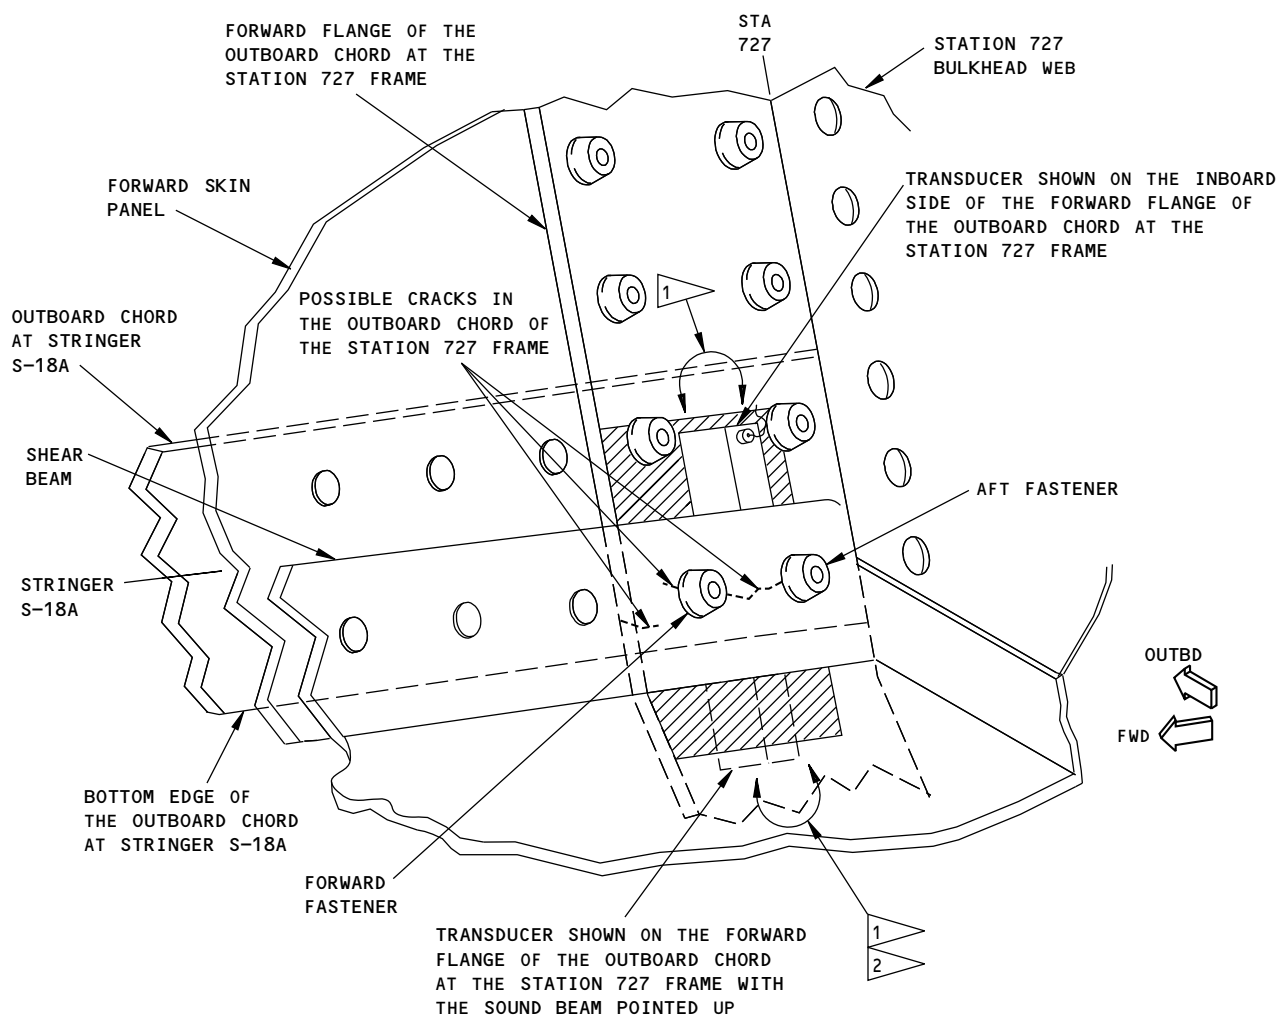 FORWARD FLANGE OF THE
OUTBOARD CHORD AT THE
STATION 727 FRAME
STA
727
STATION 727
BULKHEAD WEB
FORWARD SKIN
PANEL
TRANSDUCER SHOWN ON THE INBOARD
SIDE OF THE FORWARD FLANGE OF
THE OUTBOARD CHORD AT THE
STATION 727 FRAME
POSSIBLE CRACKS IN
THE OUTBOARD CHORD OF
THE STATION 727 FRAME
1
OUTBOARD CHORD
AT STRINGER
S-18A
SHEAR
BEAM
AFT FASTENER
STRINGER
S-18A
OUTBD
FWD
BOTTOM EDGE OF
THE OUTBOARD CHORD
AT STRINGER S-18A
FORWARD
FASTENER
TRANSDUCER SHOWN ON THE FORWARD
FLANGE OF THE OUTBOARD CHORD
AT THE STATION 727 FRAME WITH
THE SOUND BEAM POINTED UP
1
2